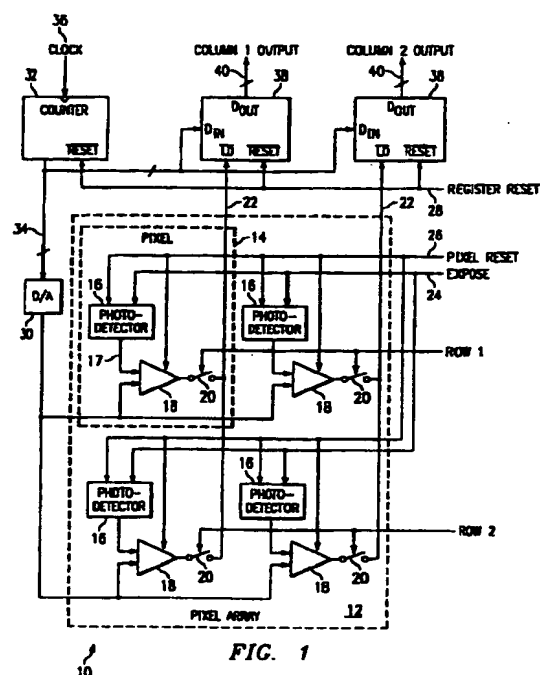 36
CLOCK
COLUMN 1 OUTPUT
COLUMN 2 OUTPUT
32
40
38
40
38
COUNTER
RESET
DOUT
DIN
LD RESET
DOUT
DIN
LD RESET
REGISTER RESET
28
22
22
34
PIXEL
14
26
PIXEL RESET
EXPOSE
24
D/A
30
16
PHOTO-
DETECTOR
16
PHOTO-
DETECTOR
17
ROW 1
18
20
18
20
PHOTO-
DETECTOR
16
16
PHOTO-
DETECTOR
ROW 2
18
20
18
20
PIXEL ARRAY
12
10
FIG. 1